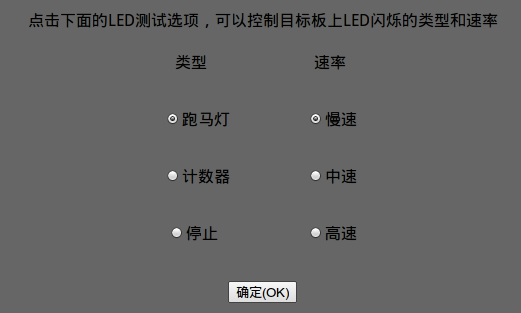 点击下面的LED测试选项，可以控制目标板上LED闪烁的类型和速率
类型 速率
跑马灯 慢速
计数器 中速
停止 高速
确定(OK)